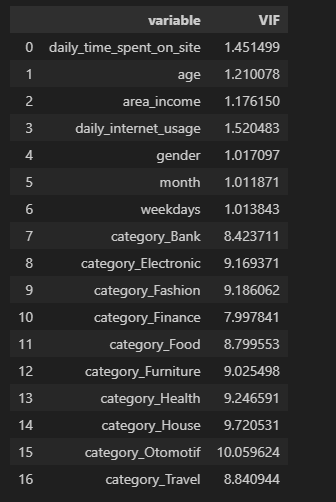 variable VIF
0 daily_time_spent_on_site 1.451499
1 age 1.210078
2 area_income 1.176150
3 daily_internet_usage 1.520483
4 gender 1.017097
5 month 1.011871
6 weekdays 1.013843
7 category_Bank 8.423711
8 category_Electronic 9.169371
9 category_Fashion 9.186062
10 category_Finance 7.997841
11 category_Food 8.799553
12 category_Furniture 9.025498
13 category_Health 9.246591
14 category_House 9.720531
15 category_Otomotif 10.059624
16 category_Travel 8.840944